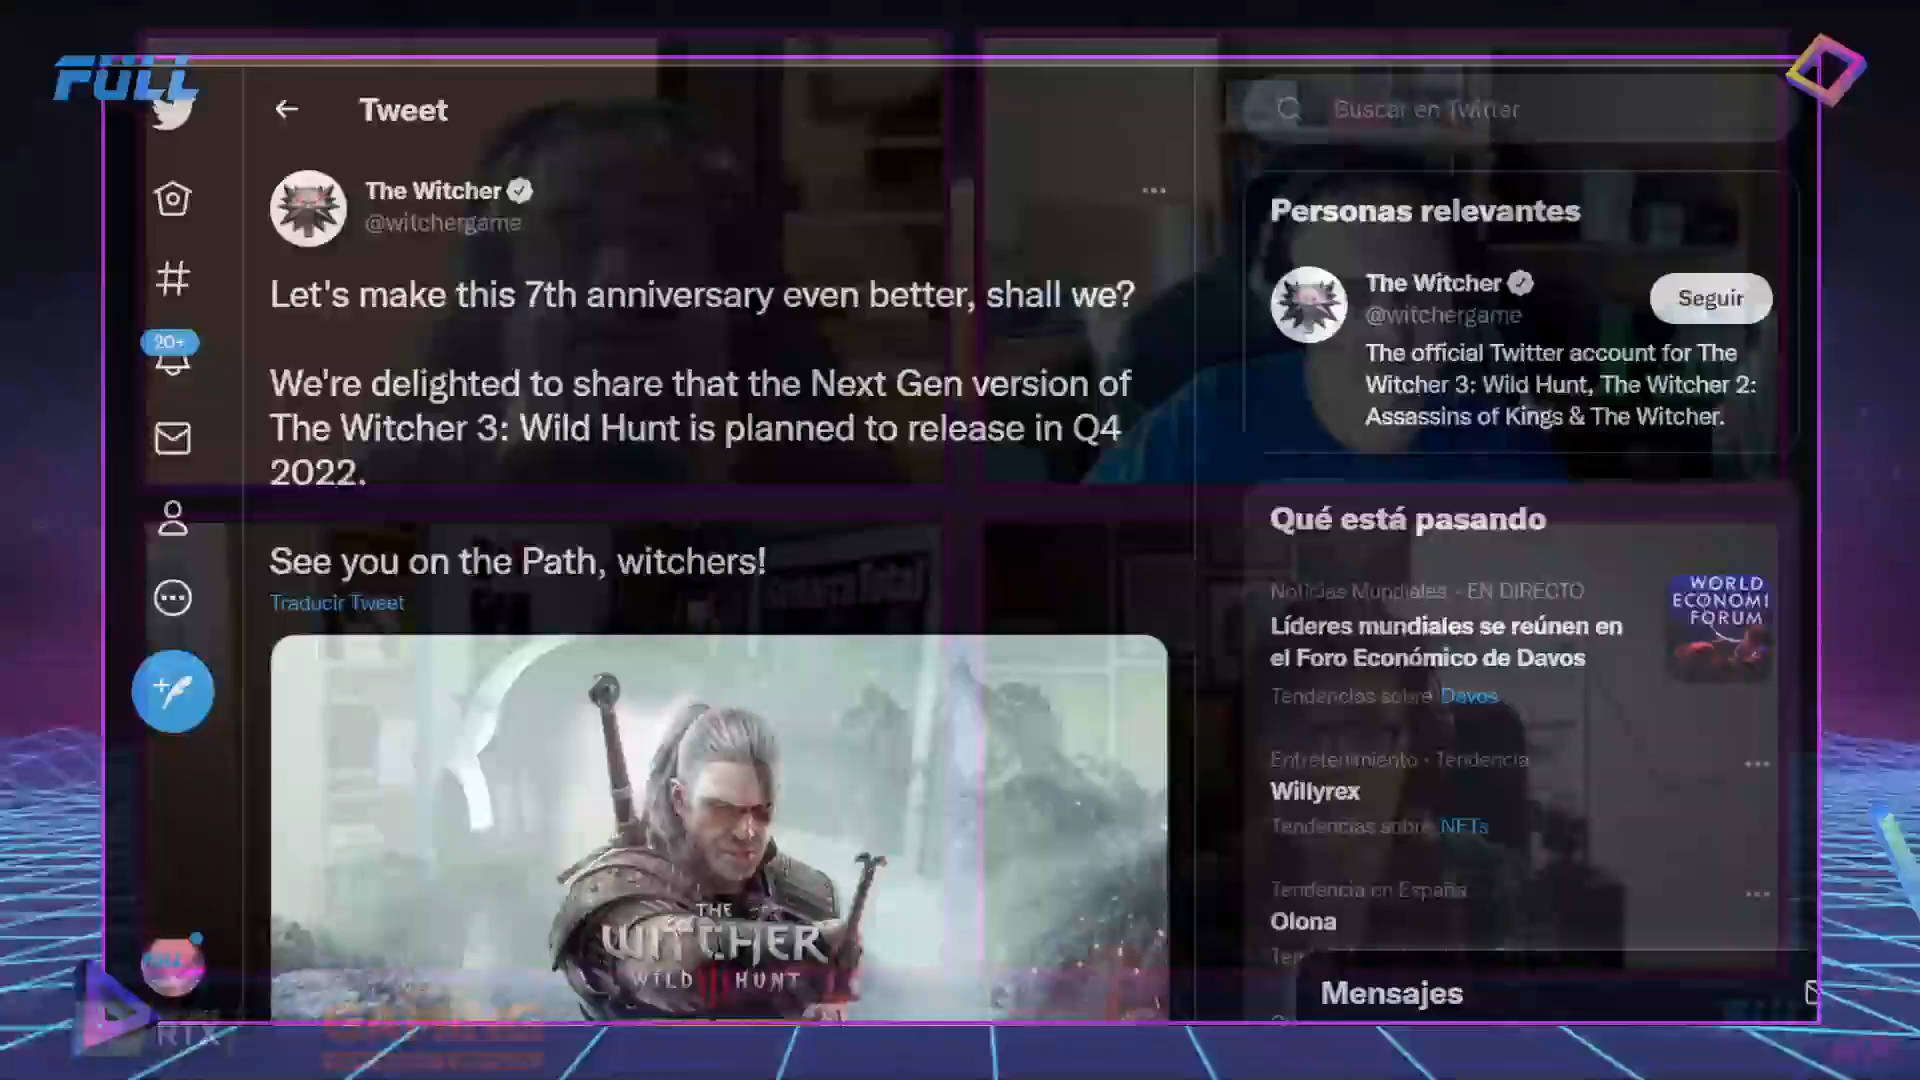 FULL
Tweet
Buscar en Twitter
The Witcher
@witchergame
Let's make this 7th anniversary even better, shall we?
We're delighted to share that the Next Gen version of
The Witcher 3: Wild Hunt is planned to release in Q4
2022.
See you on the Path, witchers!
Traducir Tweet
THE
WITCHER
WILD HUNT
20+
Personas relevantes
The Witcher
@witchergame
Seguir
The official Twitter account for The
Witcher 3: Wild Hunt, The Witcher 2:
Assassins of Kings & The Witcher.
Qué está pasando
Noticias Mundiales · EN DIRECTO
Líderes mundiales se reúnen en
el Foro Económico de Davos
Tendencias sobre Davos
WORLD
ECONOMI
FORUM
Entretenimiento · Tendencia
Willyrex
Tendencias sobre NFTs
Tendencia en España
Olona
Mensajes
RTX